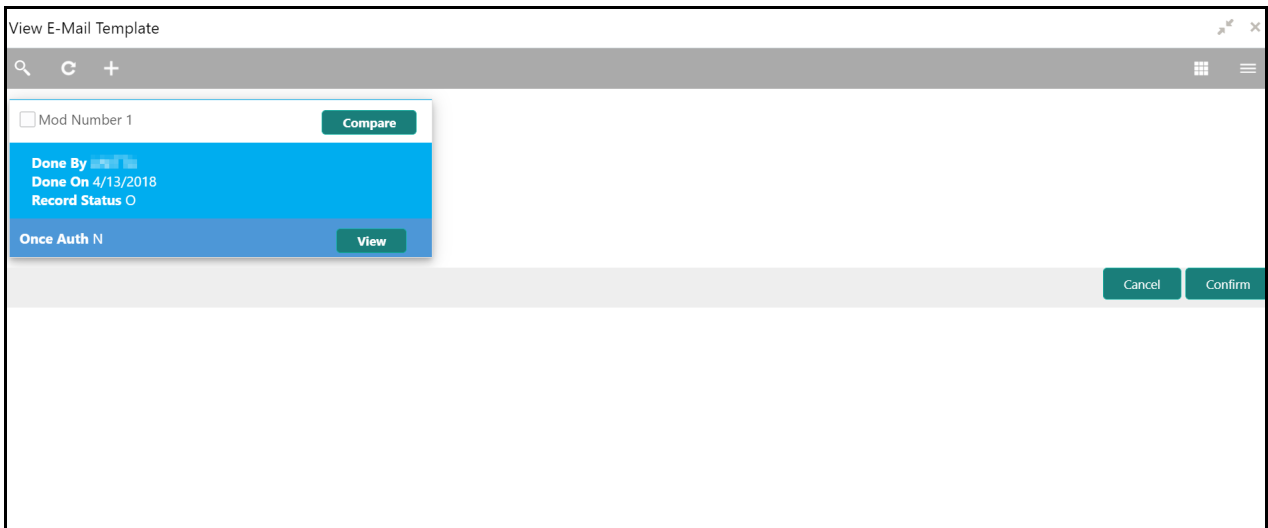 View E-Mail Template
Mod Number 1
Compare
Done By
Done On 4/13/2018
Record Status O
Once Auth N
View
Cancel
Confirm